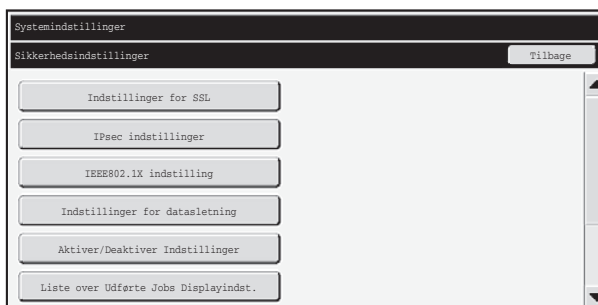 Systemindstillinger
Sikkerhedsindstillinger
Tilbage
Indstillinger for SSL
IPsec indstillinger
IEEE802.1X indstilling
Indstillinger for datasletning
Aktiver/Deaktiver Indstillinger
Liste over Udførte Jobs Displayindst.